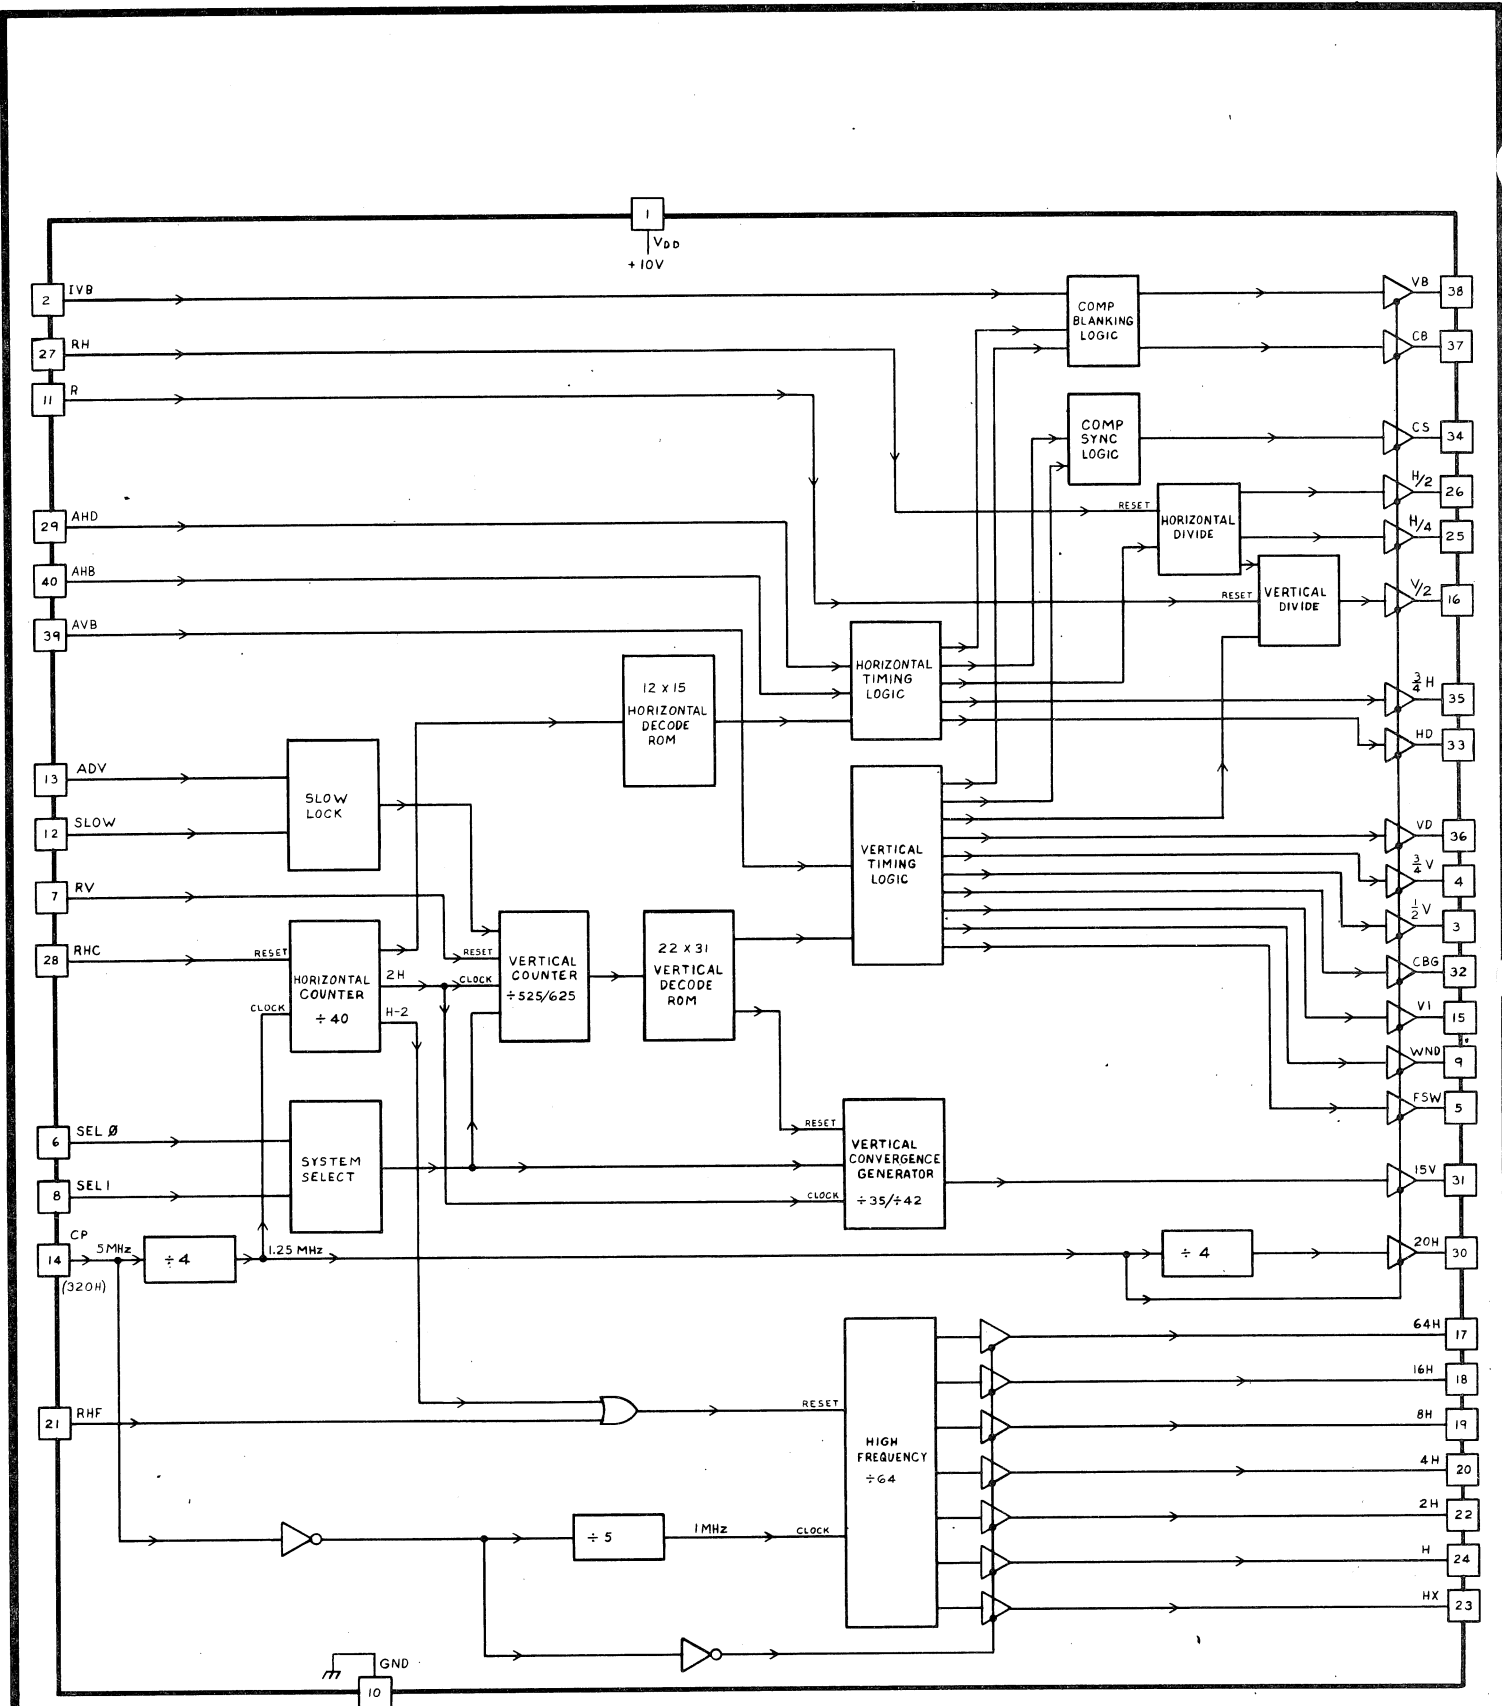 1
VDD
+10V
2 IVB
27 RH
11 R
29 AHD
40 AHB
39 AVB
13 ADV
12 SLOW
7 RV
28 RHC
6 SEL Ø
8 SEL 1
14 CP
(320H)
5MHz
21 RHF
GND
10
COMP
BLANKING
LOGIC
COMP
SYNC
LOGIC
RESET
HORIZONTAL
DIVIDE
RESET
VERTICAL
DIVIDE
HORIZONTAL
TIMING
LOGIC
12 X 15
HORIZONTAL
DECODE
ROM
SLOW
LOCK
VERTICAL
TIMING
LOGIC
RESET
CLOCK
HORIZONTAL
COUNTER
÷ 40
2H
H-2
RESET
CLOCK
VERTICAL
COUNTER
÷525/625
22 X 31
VERTICAL
DECODE
ROM
SYSTEM
SELECT
RESET
CLOCK
VERTICAL
CONVERGENCE
GENERATOR
÷35/÷42
÷4
1.25 MHz
÷ 4
RESET
CLOCK
HIGH
FREQUENCY
÷64
÷ 5
1MHz
VB 38
CB 37
CS 34
H/2 26
H/4 25
V/2 16
3/4 H 35
HD 33
VD 36
3/4 V 4
1/2 V 3
CBG 32
V1 15
WND 9
FSW 5
15V 31
20H 30
64H 17
16H 18
8H 19
4H 20
2H 22
H 24
HX 23